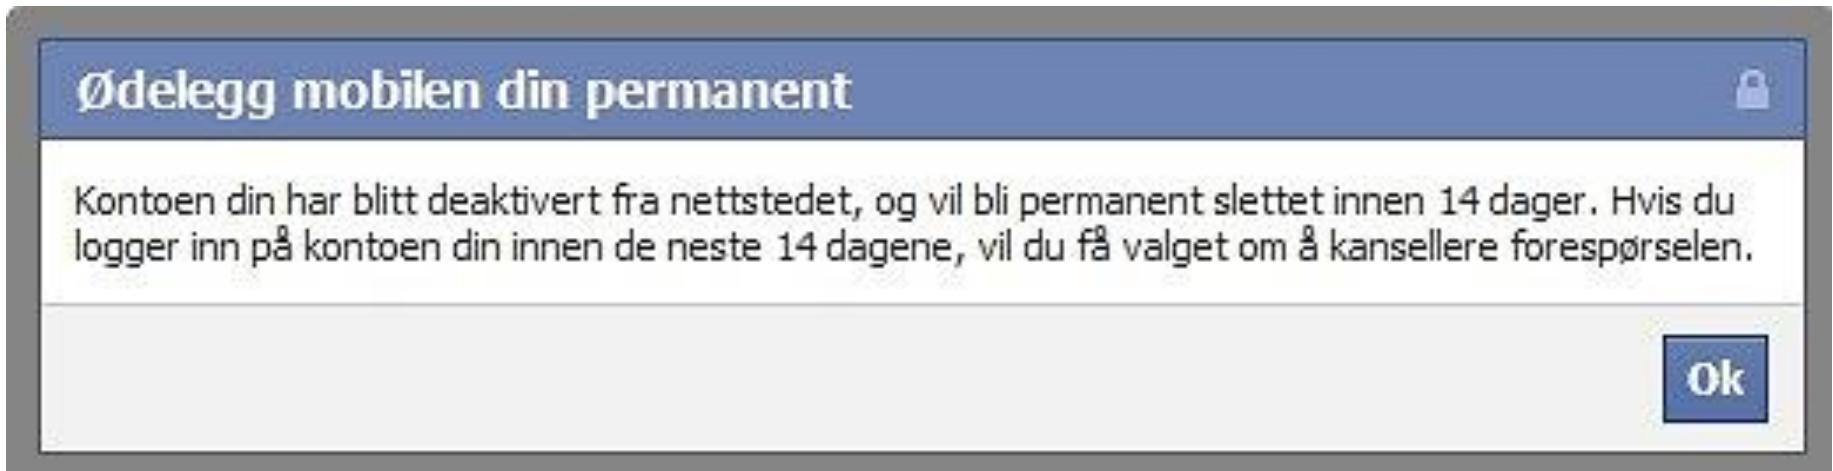 Ødelegg mobilen din permanent
Kontoen din har blitt deaktivert fra nettstedet, og vil bli permanent slettet innen 14 dager. Hvis du
logger inn på kontoen din innen de neste 14 dagene, vil du få valget om å kansellere forespørselen.
Ok